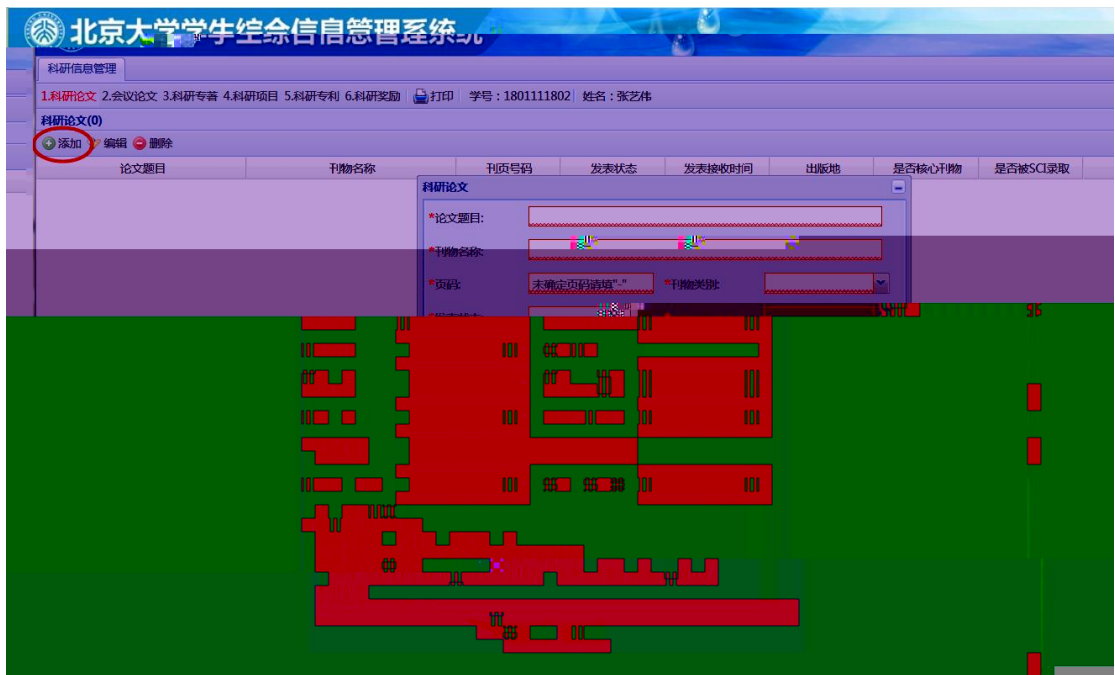 北京大学学生综合信息管理系统
科研信息管理
1.科研论文 2.会议论文 3.科研专著 4.科研项目 5.科研专利 6.科研奖励 打印 学号：1801111802 姓名：张艺伟
科研论文(0)
添加 编辑 删除
论文题目 刊物名称 刊页号码 发表状态 发表接收时间 出版地 是否核心刊物 是否被SCI录取
科研论文
*论文题目:
*刊物名称:
*页码: 未确定页码请填"-" *刊物类别: